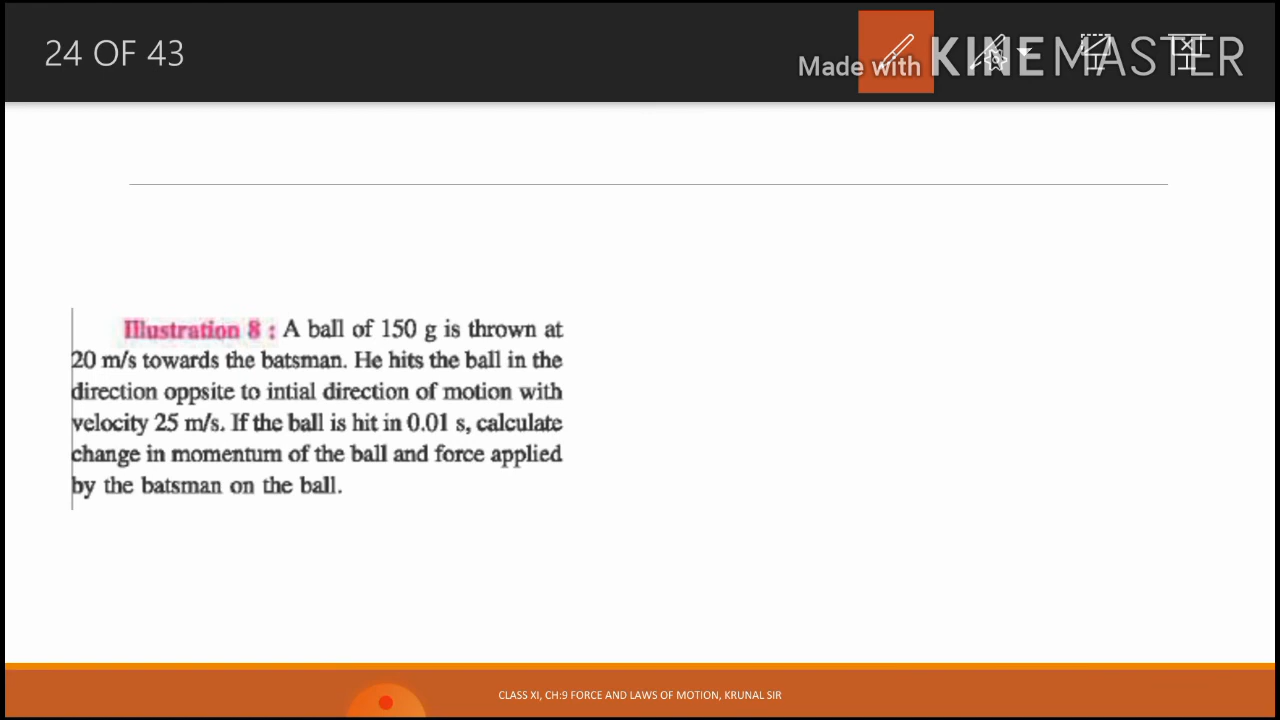 24 OF 43
Made with KINEMASTER
Illustration 8 : A ball of 150 g is thrown at
20 m/s towards the batsman. He hits the ball in the
direction oppsite to intial direction of motion with
velocity 25 m/s. If the ball is hit in 0.01 s, calculate
change in momentum of the ball and force applied
by the batsman on the ball.
CLASS XI, CH:9 FORCE AND LAWS OF MOTION, KRUNAL SIR